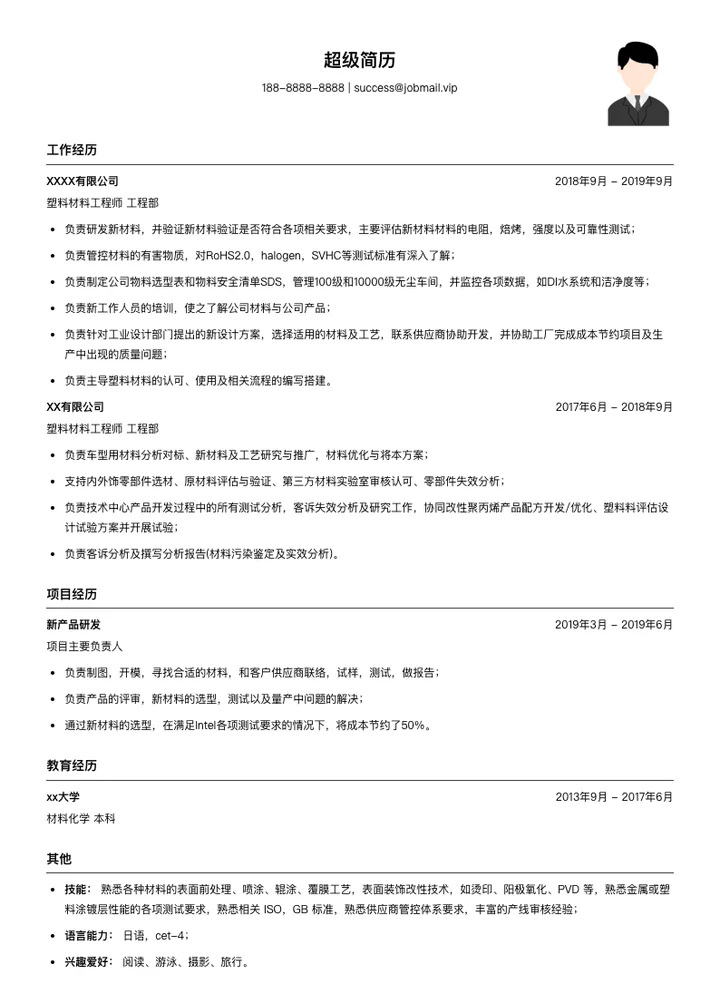 超级简历
188-8888-8888 | success@jobmail.vip
工作经历
XXXX有限公司 2018年9月 – 2019年9月
塑料材料工程师 工程部
• 负责研发新材料，并验证新材料验证是否符合各项相关要求，主要评估新材料材料的电阻，焙烤，强度以及可靠性测试；
• 负责管控材料的有害物质，对RoHS2.0，halogen，SVHC等测试标准有深入了解；
• 负责制定公司物料选型表和物料安全清单SDS，管理100级和10000级无尘车间，并监控各项数据，如DI水系统和洁净度等；
• 负责新工作人员的培训，使之了解公司材料与公司产品；
• 负责针对工业设计部门提出的新设计方案，选择适用的材料及工艺，联系供应商协助开发，并协助工厂完成成本节约项目及生
产中出现的质量问题；
• 负责主导塑料材料的认可、使用及相关流程的编写搭建。
XX有限公司 2017年6月 – 2018年9月
塑料材料工程师 工程部
• 负责车型用材料分析对标、新材料及工艺研究与推广，材料优化与将本方案；
• 支持内外饰零部件选材、原材料评估与验证、第三方材料实验室审核认可、零部件失效分析；
• 负责技术中心产品开发过程中的所有测试分析，客诉失效分析及研究工作，协同改性聚丙烯产品配方开发/优化、塑料料评估设
计试验方案并开展试验；
• 负责客诉分析及撰写分析报告(材料污染鉴定及实效分析)。
项目经历
新产品研发 2019年3月 – 2019年6月
项目主要负责人
• 负责制图，开模，寻找合适的材料，和客户供应商联络，试样，测试，做报告；
• 负责产品的评审，新材料的选型，测试以及量产中问题的解决；
• 通过新材料的选型，在满足Intel各项测试要求的情况下，将成本节约了50%。
教育经历
xx大学 2013年9月 – 2017年6月
材料化学 本科
其他
• 技能： 熟悉各种材料的表面前处理、喷涂、辊涂、覆膜工艺，表面装饰改性技术，如烫印、阳极氧化、PVD 等，熟悉金属或塑
料涂镀层性能的各项测试要求，熟悉相关 ISO，GB 标准，熟悉供应商管控体系要求，丰富的产线审核经验；
• 语言能力： 日语，cet-4；
• 兴趣爱好： 阅读、游泳、摄影、旅行。